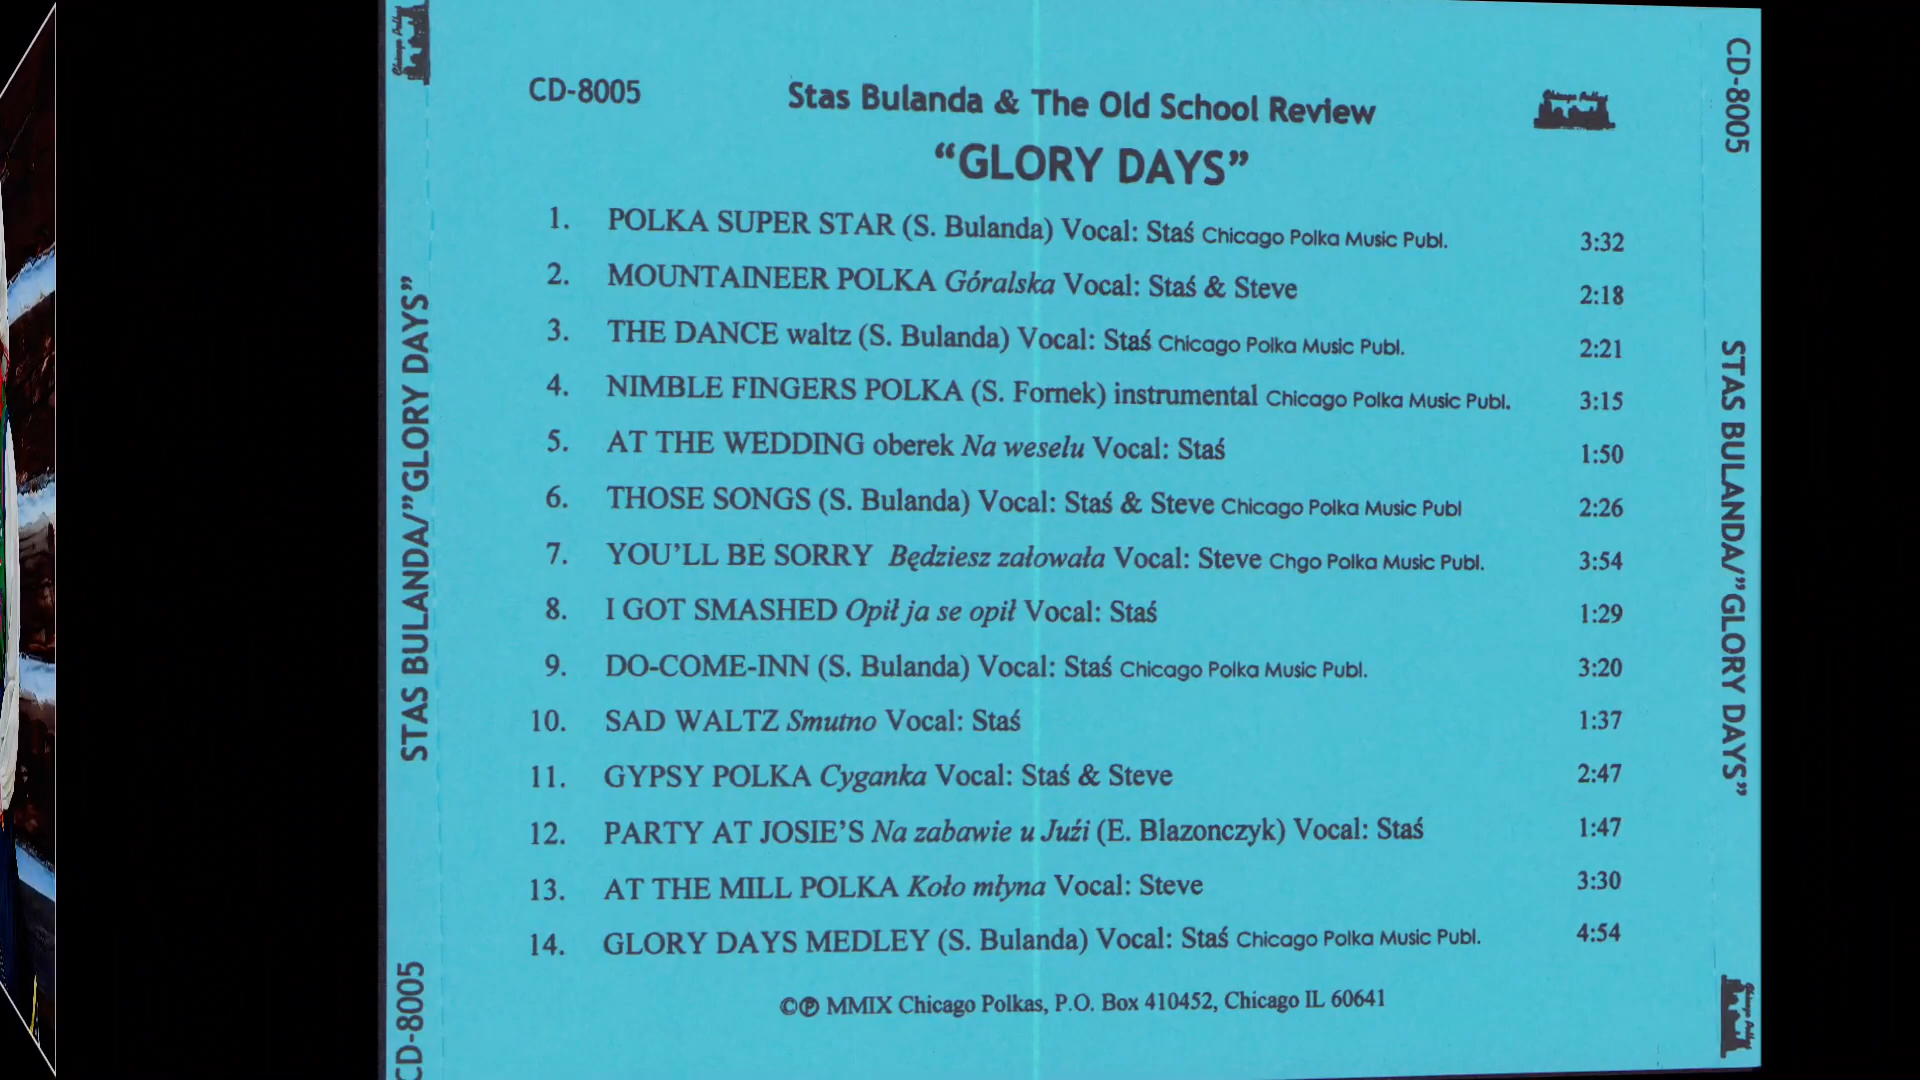 CD-8005
Stas Bulanda & The Old School Review
Chicago Polkas
"GLORY DAYS"
1. POLKA SUPER STAR (S. Bulanda) Vocal: Staś Chicago Polka Music Publ. 3:32
2. MOUNTAINEER POLKA Góralska Vocal: Staś & Steve 2:18
3. THE DANCE waltz (S. Bulanda) Vocal: Staś Chicago Polka Music Publ. 2:21
4. NIMBLE FINGERS POLKA (S. Fornek) instrumental Chicago Polka Music Publ. 3:15
5. AT THE WEDDING oberek Na weselu Vocal: Staś 1:50
6. THOSE SONGS (S. Bulanda) Vocal: Staś & Steve Chicago Polka Music Publ 2:26
7. YOU'LL BE SORRY Będziesz załowała Vocal: Steve Chgo Polka Music Publ. 3:54
8. I GOT SMASHED Opił ja se opił Vocal: Staś 1:29
9. DO-COME-INN (S. Bulanda) Vocal: Staś Chicago Polka Music Publ. 3:20
10. SAD WALTZ Smutno Vocal: Staś 1:37
11. GYPSY POLKA Cyganka Vocal: Staś & Steve 2:47
12. PARTY AT JOSIE'S Na zabawie u Juźi (E. Blazonczyk) Vocal: Staś 1:47
13. AT THE MILL POLKA Koło młyna Vocal: Steve 3:30
14. GLORY DAYS MEDLEY (S. Bulanda) Vocal: Staś Chicago Polka Music Publ. 4:54
©℗ MMIX Chicago Polkas, P.O. Box 410452, Chicago IL 60641
CD-8005
STAS BULANDA/"GLORY DAYS"
Chicago Polkas
CD-8005
STAS BULANDA/"GLORY DAYS"
Chicago Polkas